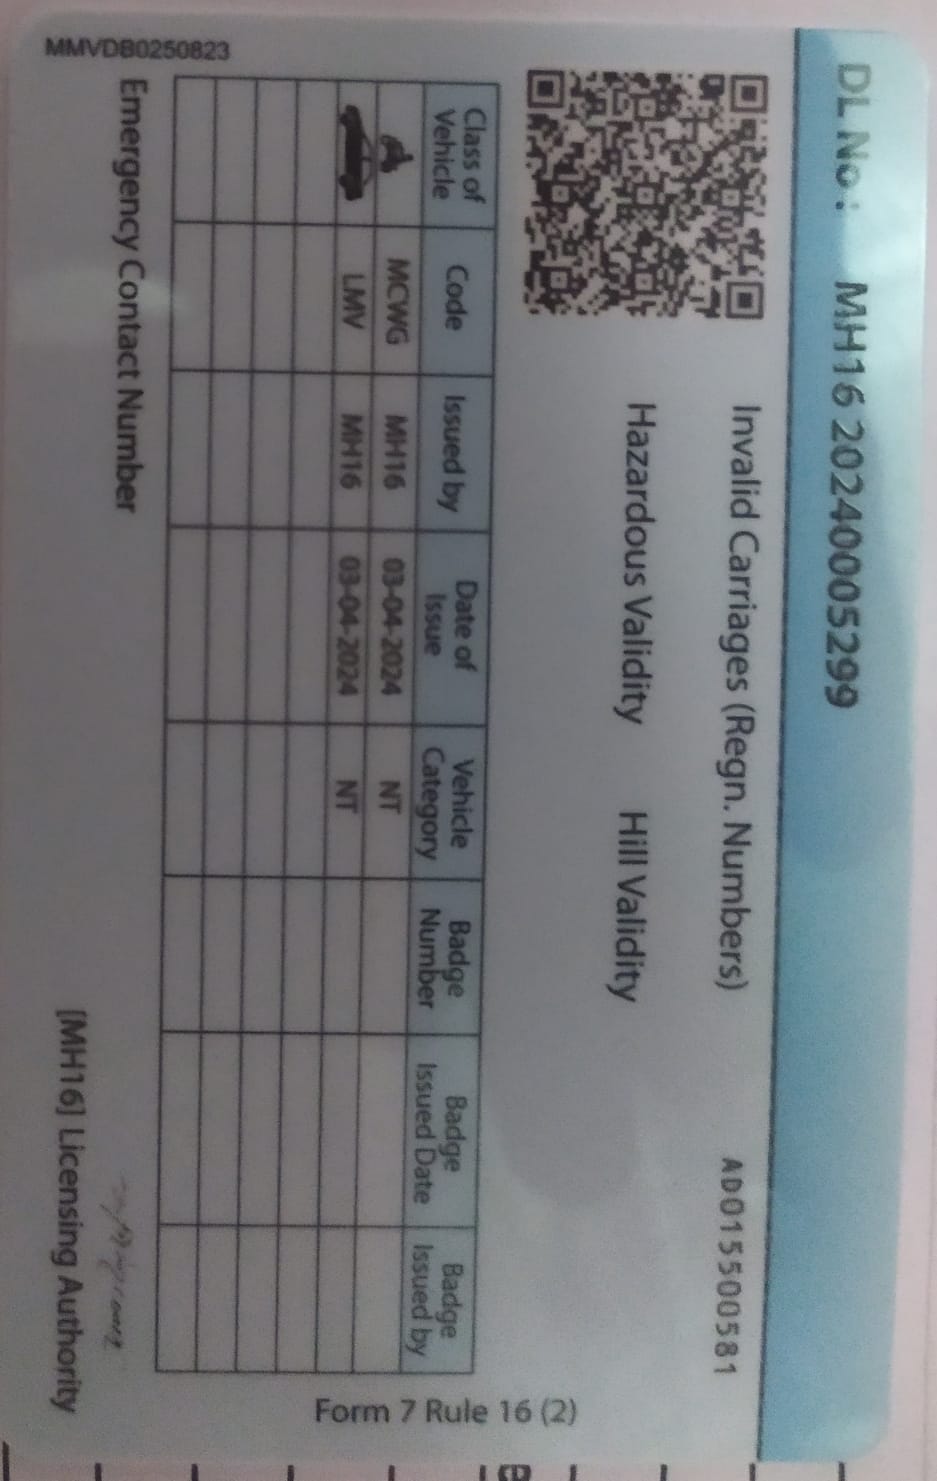 DL No.: MH16 20240005299
Invalid Carriages (Regn. Numbers) AD015500581
Hazardous Validity Hill Validity
Class of Vehicle Code Issued by Date of Issue Vehicle Category Badge Number Badge Issued Date Badge Issued by
MCWG MH16 03-04-2024 NT
LMV MH16 03-04-2024 NT
Form 7 Rule 16 (2)
Emergency Contact Number
[MH16] Licensing Authority
MMVDB0250823